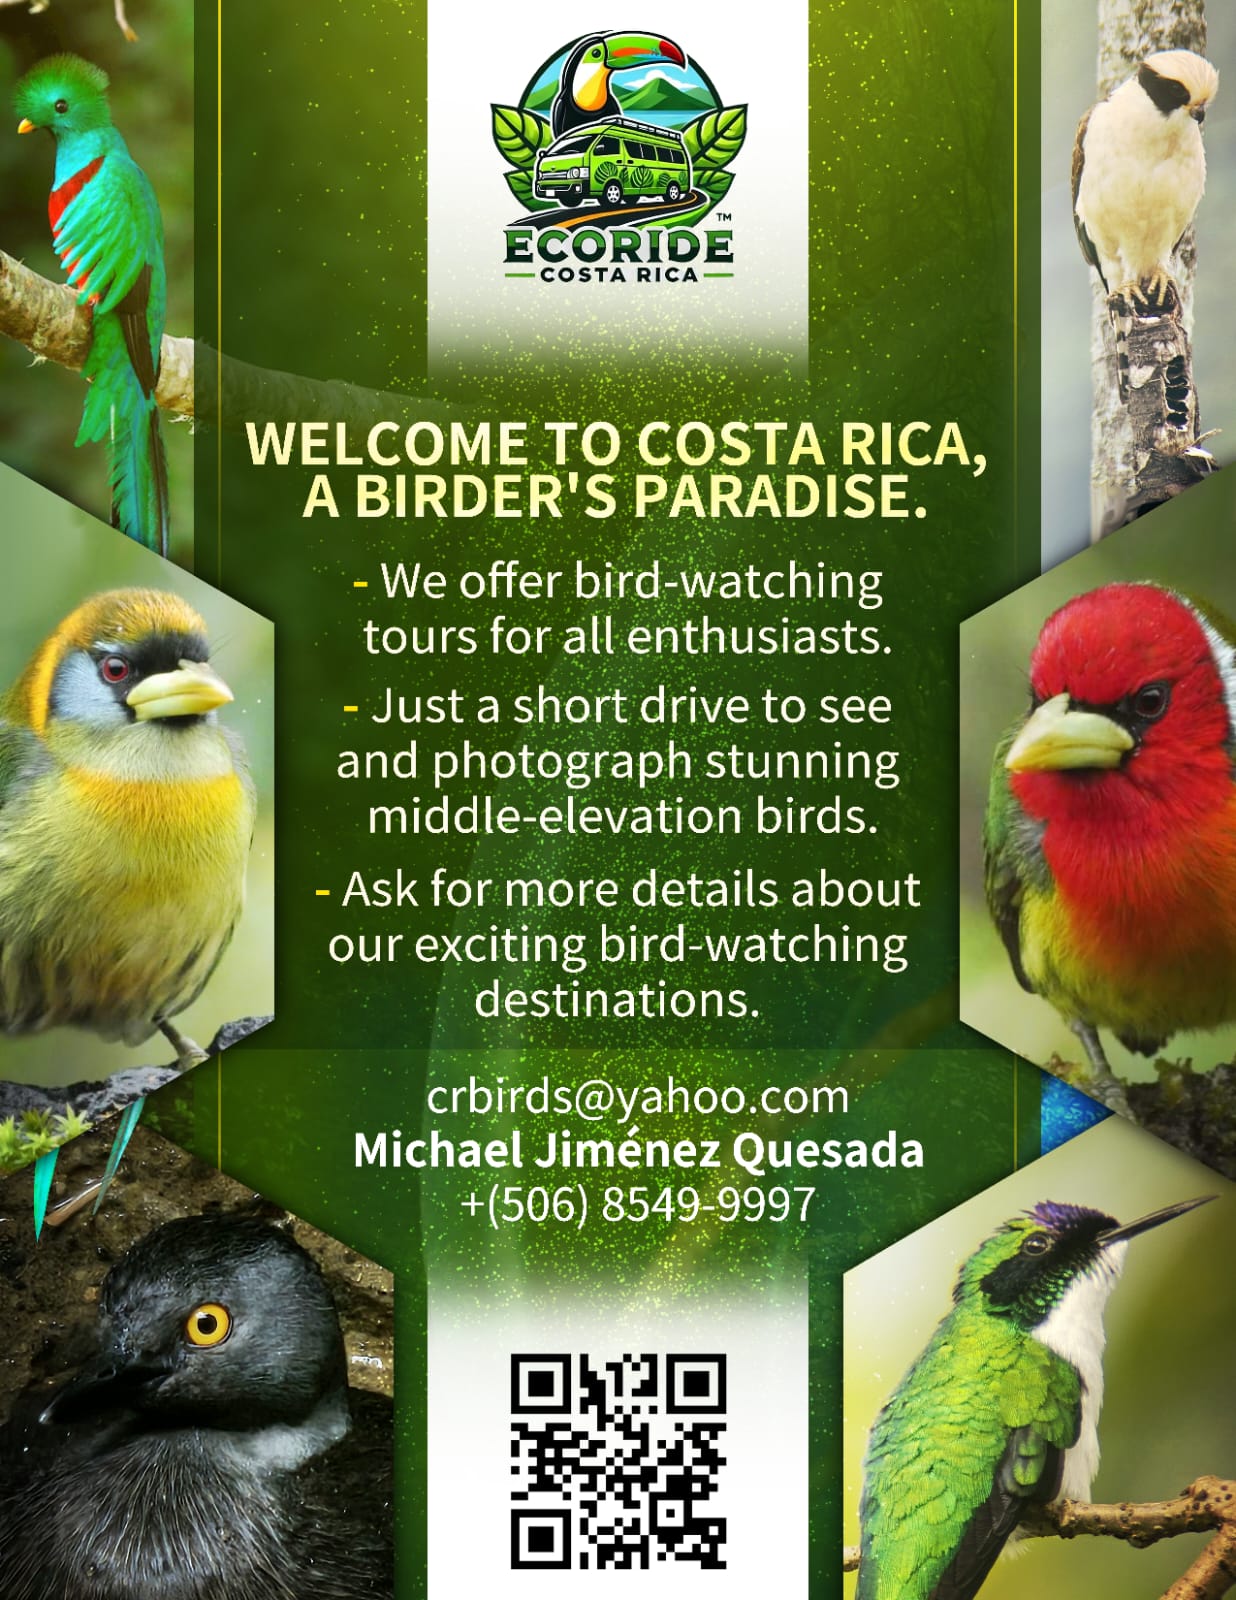 ECORIDE
TM
COSTA RICA
WELCOME TO COSTA RICA,
A BIRDER'S PARADISE.
- We offer bird-watching
tours for all enthusiasts.
- Just a short drive to see
and photograph stunning
middle-elevation birds.
- Ask for more details about
our exciting bird-watching
destinations.
crbirds@yahoo.com
Michael Jiménez Quesada
+(506) 8549-9997